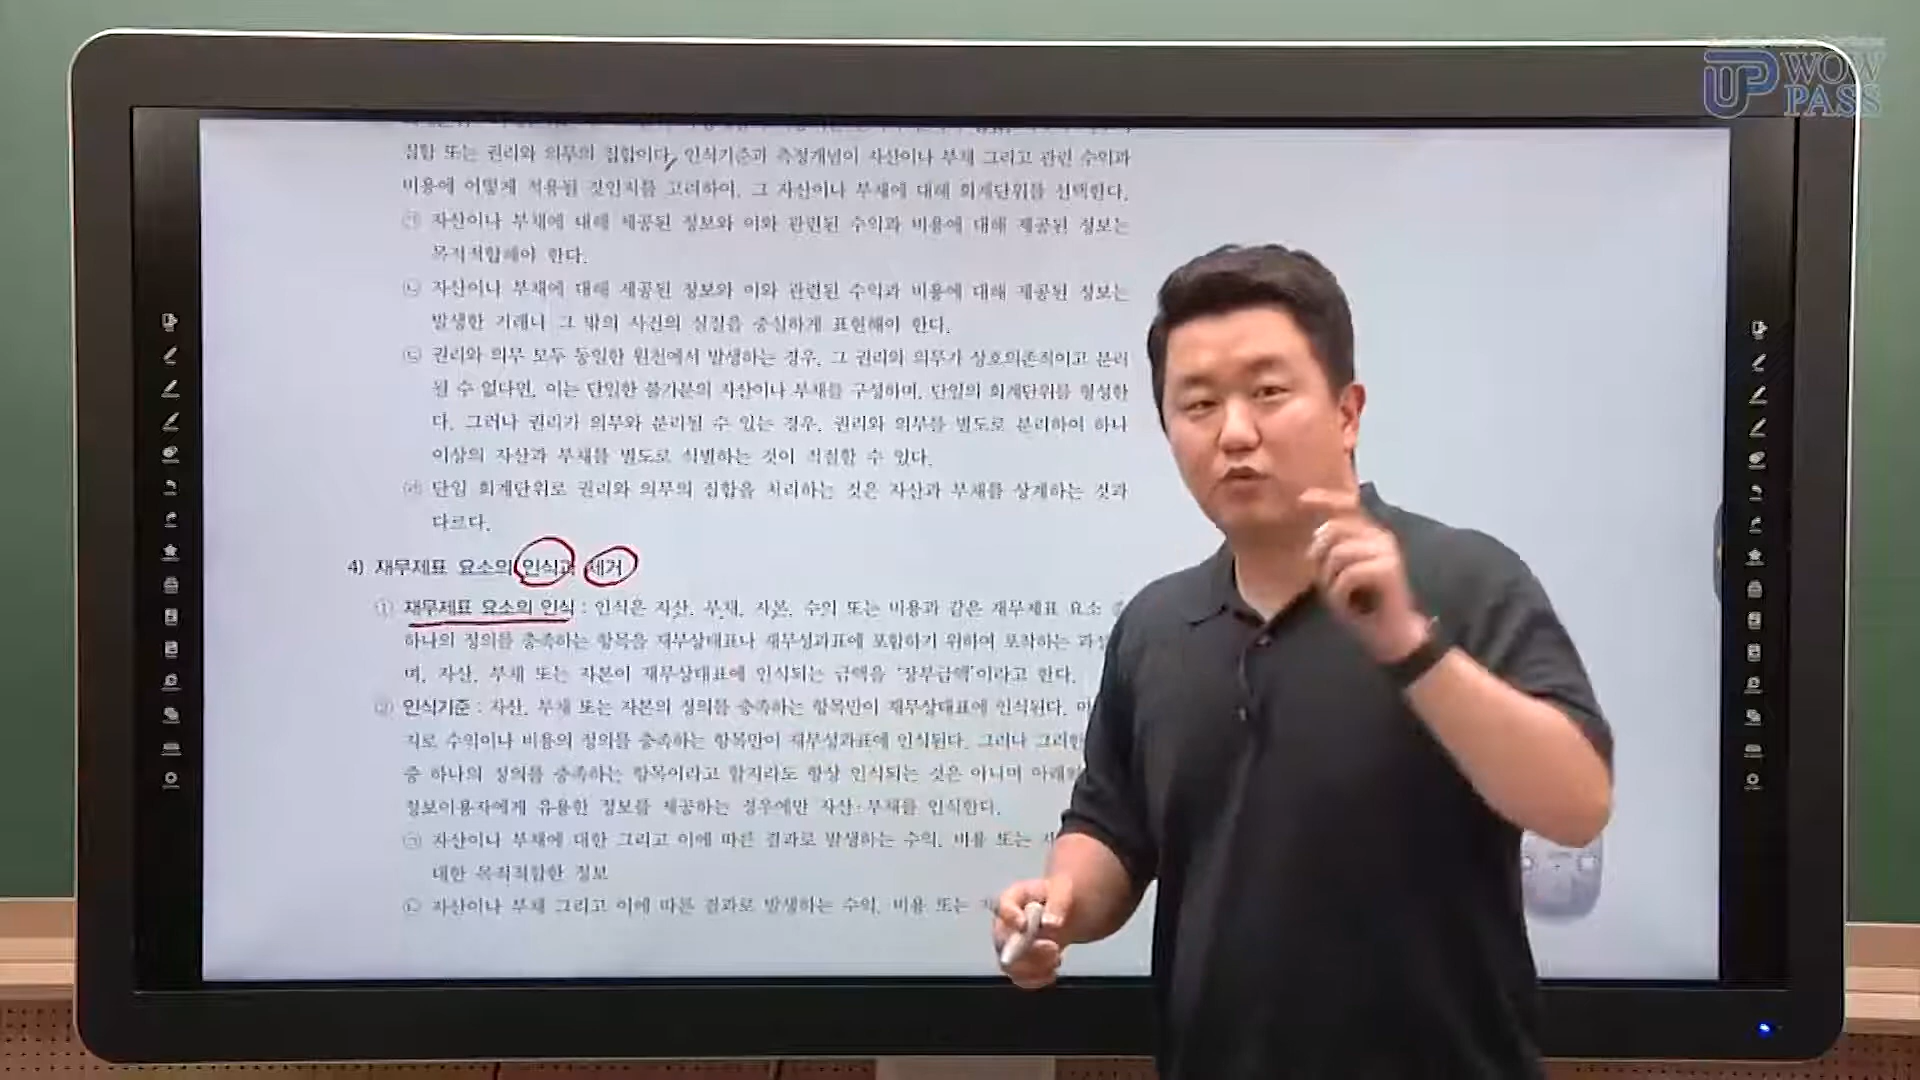 WOW
PASS
집합 또는 권리와 의무의 집합이다, 인식기준과 측정개념이 자산이나 부채 그리고 관련 수익과
비용에 어떻게 적용될 것인지를 고려하여, 그 자산이나 부채에 대해 회계단위를 선택한다.
㉠ 자산이나 부채에 대해 제공된 정보와 이와 관련된 수익과 비용에 대해 제공된 정보는
목적적합해야 한다.
㉡ 자산이나 부채에 대해 제공된 정보와 이와 관련된 수익과 비용에 대해 제공된 정보는
발생한 거래나 그 밖의 사건의 실질을 충실하게 표현해야 한다.
㉢ 권리와 의무 모두 동일한 원천에서 발생하는 경우, 그 권리와 의무가 상호의존적이고 분리
될 수 없다면, 이는 단일한 불가분의 자산이나 부채를 구성하며, 단일의 회계단위를 형성한
다. 그러나 권리가 의무와 분리될 수 있는 경우, 권리와 의무를 별도로 분리하여 하나
이상의 자산과 부채를 별도로 식별하는 것이 적절할 수 있다.
㉣ 단일 회계단위로 권리와 의무의 집합을 처리하는 것은 자산과 부채를 상계하는 것과
다르다.
4) 재무제표 요소의 인식과 제거
① 재무제표 요소의 인식 : 인식은 자산, 부채, 자본, 수익 또는 비용과 같은 재무제표 요소
하나의 정의를 충족하는 항목을 재무상태표나 재무성과표에 포함하기 위하여 포착하는
며, 자산, 부채 또는 자본이 재무상태표에 인식되는 금액을 '장부금액'이라고 한다.
② 인식기준 : 자산, 부채 또는 자본의 정의를 충족하는 항목만이 재무상태표에 인식된다.
지로 수익이나 비용의 정의를 충족하는 항목만이 재무성과표에 인식된다. 그러나
중 하나의 정의를 충족하는 항목이라고 할지라도 항상 인식되는 것은 아니며
정보이용자에게 유용한 정보를 제공하는 경우에만 자산·부채를 인식한다.
㉠ 자산이나 부채에 대한 그리고 이에 따른 결과로 발생하는 수익, 비용 또는
대한 목적적합한 정보
㉡ 자산이나 부채 그리고 이에 따른 결과로 발생하는 수익, 비용 또는